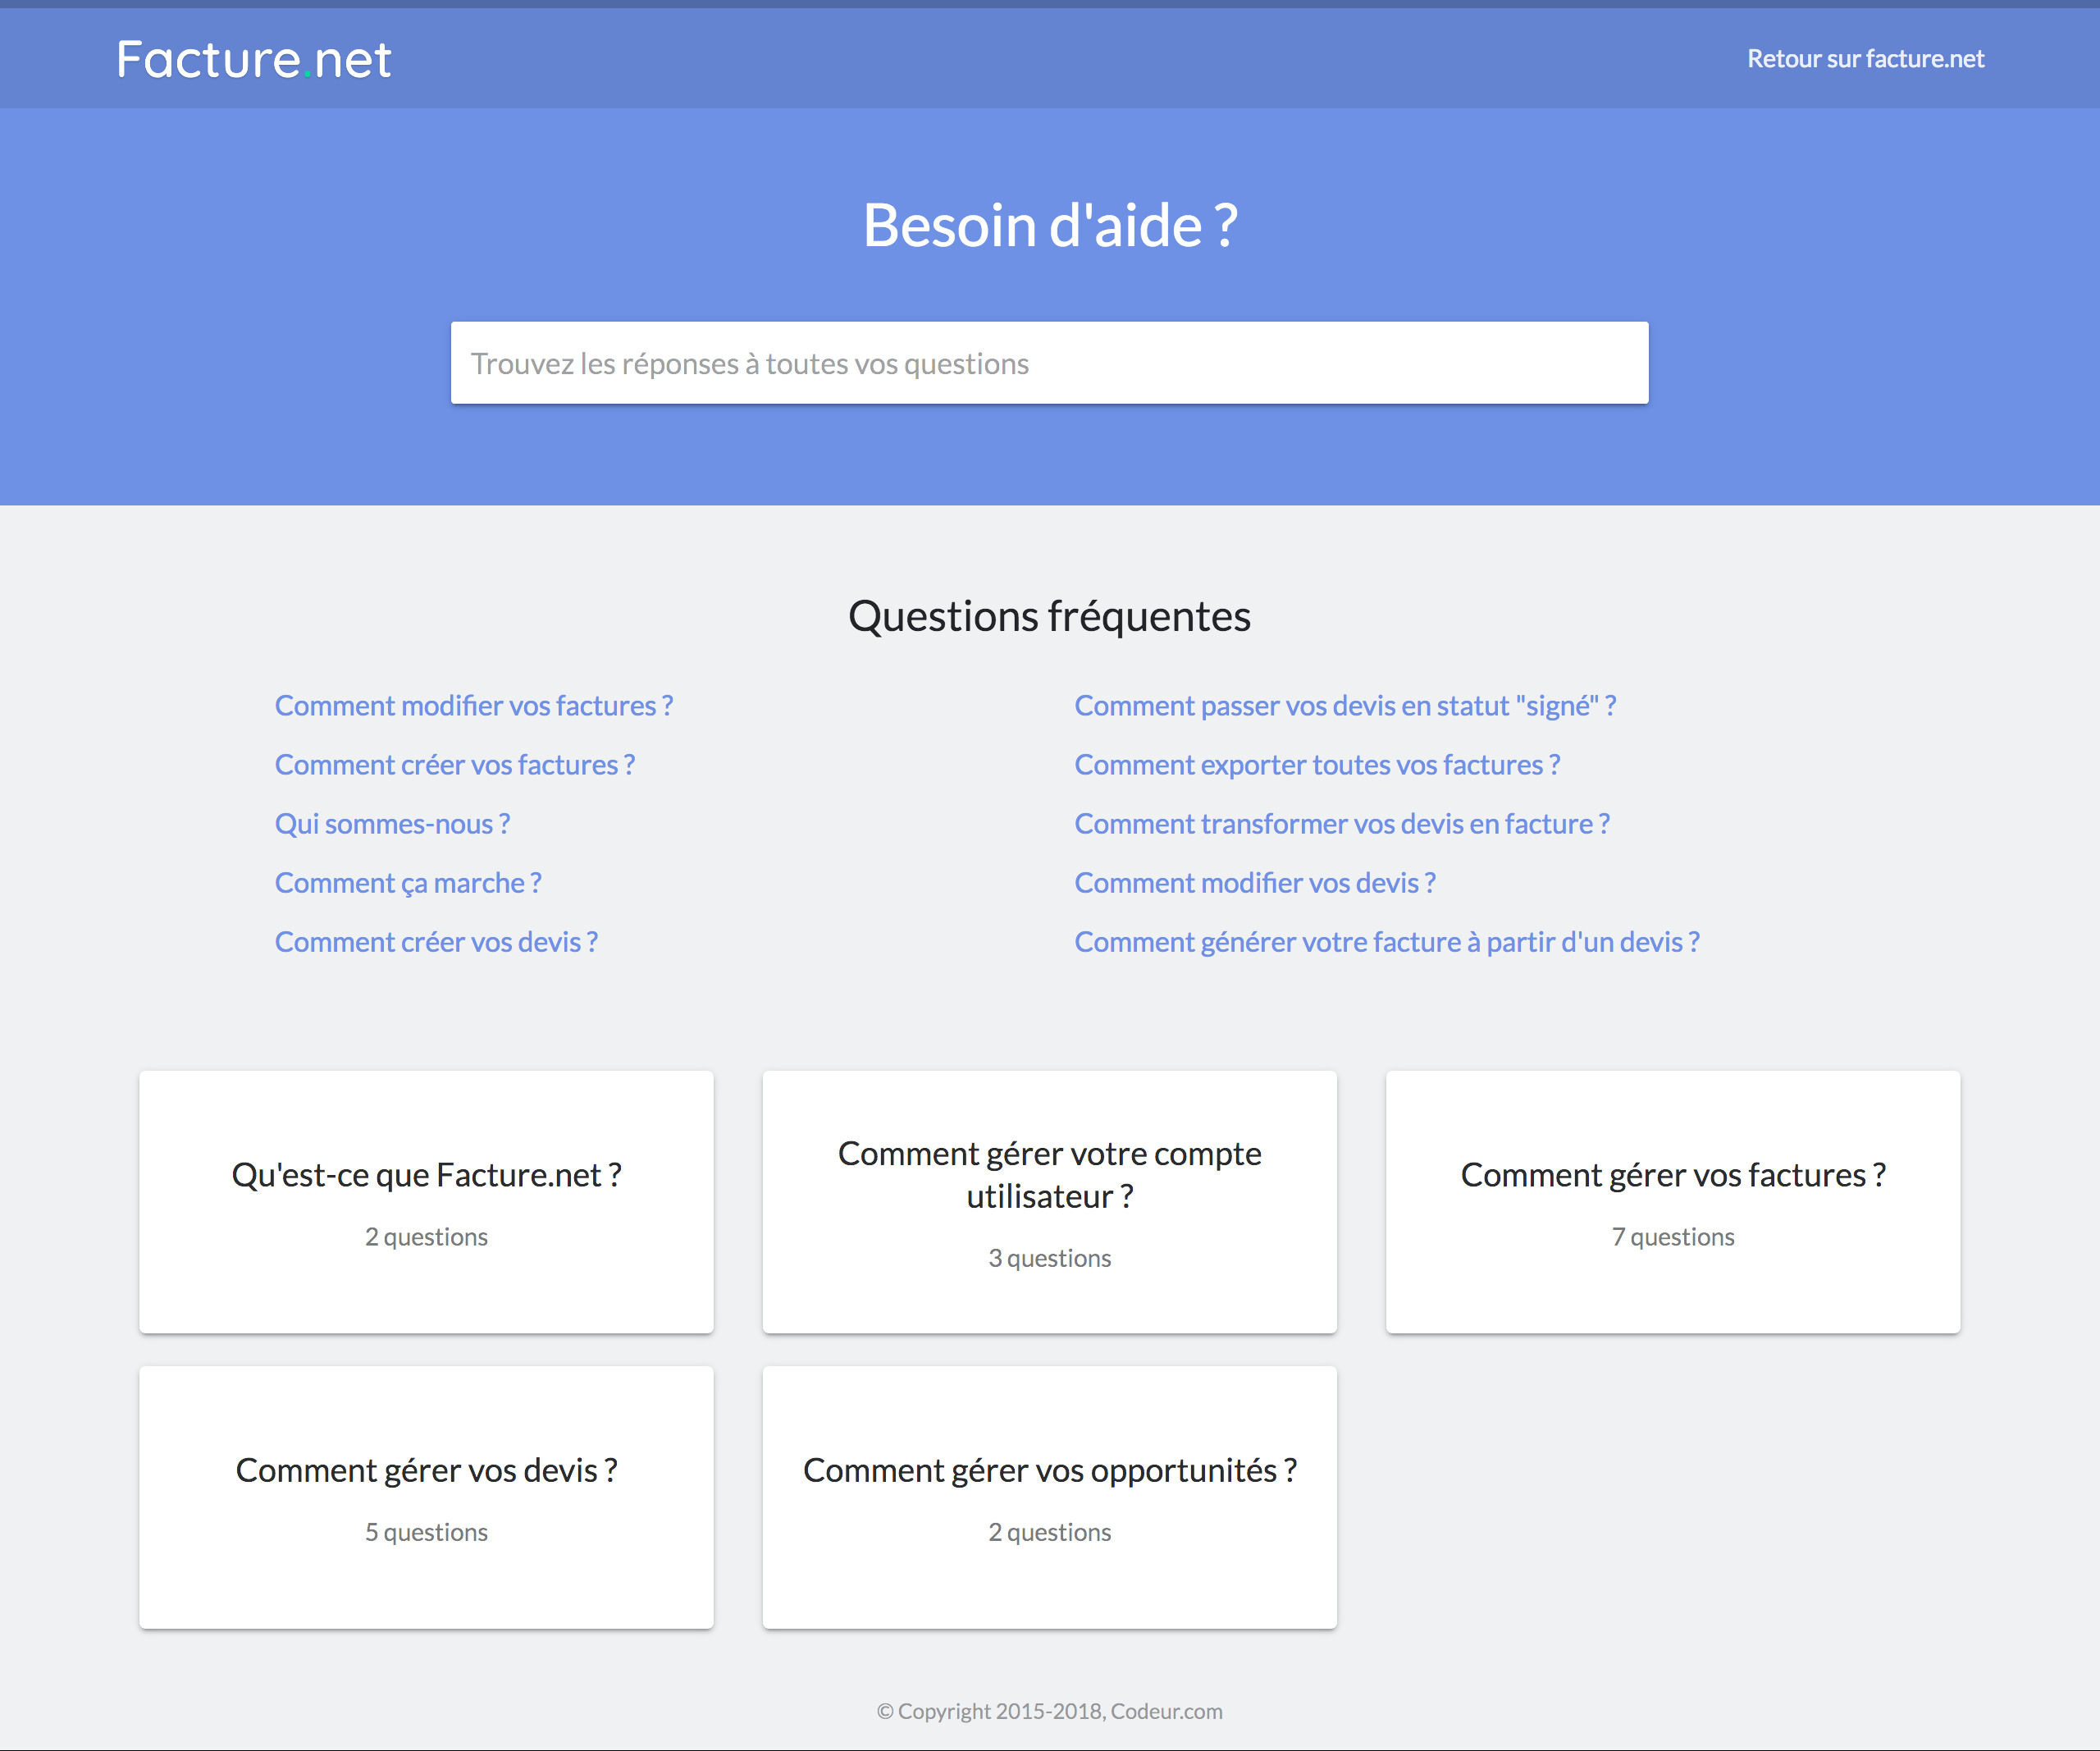 Facture.net
Retour sur facture.net
Besoin d'aide ?
Trouvez les réponses à toutes vos questions
Questions fréquentes
Comment modifier vos factures ?
Comment créer vos factures ?
Qui sommes-nous ?
Comment ça marche ?
Comment créer vos devis ?
Comment passer vos devis en statut "signé" ?
Comment exporter toutes vos factures ?
Comment transformer vos devis en facture ?
Comment modifier vos devis ?
Comment générer votre facture à partir d'un devis ?
Qu'est-ce que Facture.net ?
2 questions
Comment gérer votre compte
utilisateur ?
3 questions
Comment gérer vos factures ?
7 questions
Comment gérer vos devis ?
5 questions
Comment gérer vos opportunités ?
2 questions
© Copyright 2015-2018, Codeur.com